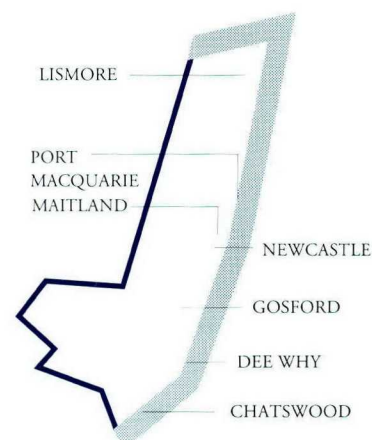 LISMORE
PORT
MACQUARIE
MAITLAND
NEWCASTLE
GOSFORD
DEE WHY
CHATSWOOD